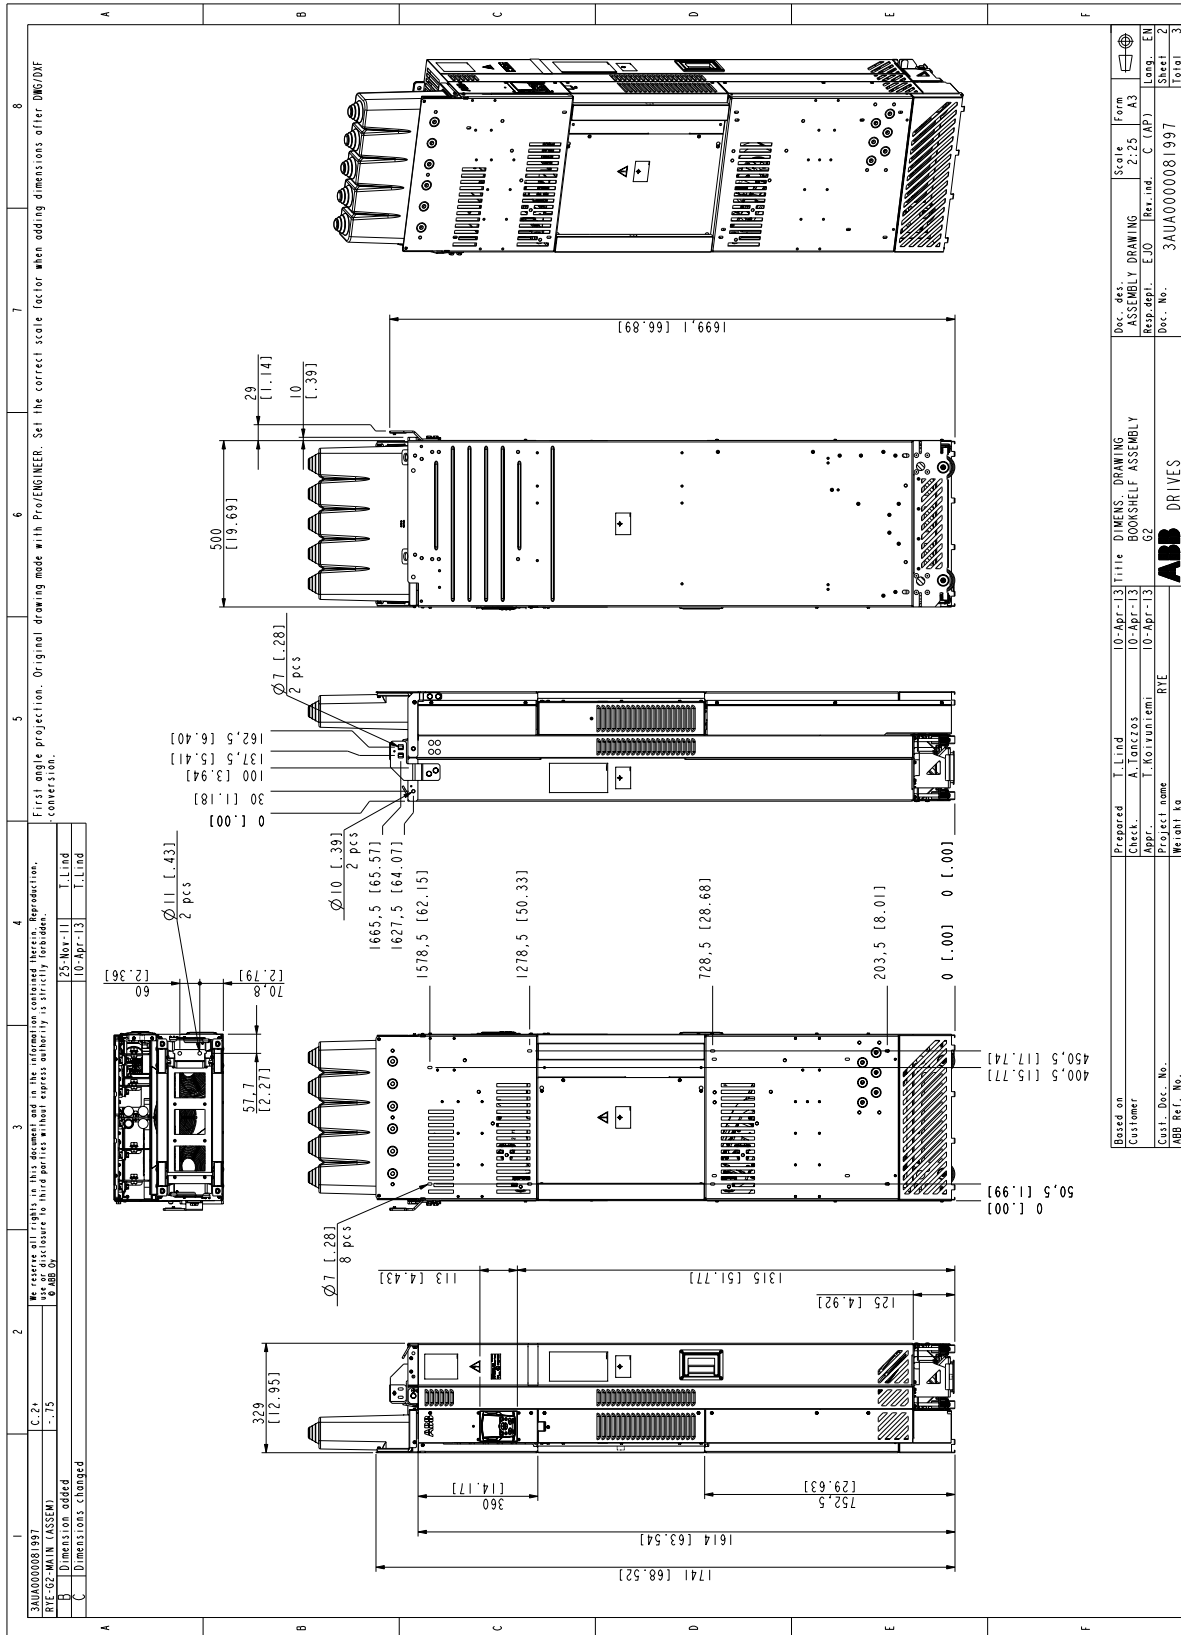 3AUA0000081997
RYE-G2-MAIN (ASSEM)
C.2+
-.75
B Dimension added 25-Nov-11 T.Lind
C Dimensions changed 10-Apr-13 T.Lind
We reserve all rights in this document and in the information contained therein. Reproduction,
use or disclosure to third parties without express authority is strictly forbidden.
© ABB Oy
First angle projection. Original drawing made with Pro/ENGINEER. Set the correct scale factor when adding dimensions after DWG/DXF
-conversion.
1 2 3 4 5 6 7 8
A B C D E F
A B C D E F
329
[12.95]
360
[14.17]
752,5
[29.63]
1614 [63.54]
1741 [68.52]
113 [4.43]
1315 [51.77]
125 [4.92]
ABB
Ø7 [.28]
8 pcs
57,7
[2.27]
60
[2.36]
70,8
[2.79]
Ø11 [.43]
2 pcs
1578,5 [62.15]
1278,5 [50.33]
728,5 [28.68]
203,5 [8.01]
0 [.00]
450,5 [17.74]
400,5 [15.77]
50,5 [1.99]
0 [.00]
Ø10 [.39]
2 pcs
1665,5 [65.57]
1627,5 [64.07]
0 [.00]
162,5 [6.40]
137,5 [5.41]
100 [3.94]
30 [1.18]
0 [.00]
Ø7 [.28]
2 pcs
500
[19.69]
29
[1.14]
10
[.39]
1699,1 [66.89]
Based on
Customer
Cust. Doc. No.
ABB Ref. No.
Prepared T.Lind 10-Apr-13
Check. A.Tanczos 10-Apr-13
Appr. T.Koivuniemi 10-Apr-13
Project name RYE
Weight kg
Title DIMENS. DRAWING
BOOKSHELF ASSEMBLY
G2
ABB DRIVES
Doc. des.
ASSEMBLY DRAWING
Scale 2:25
Form A3
Resp.dept. EJO
Rev.ind. C (AP)
Lang. EN
Doc. No.
3AUA0000081997
Sheet 2
Total 3